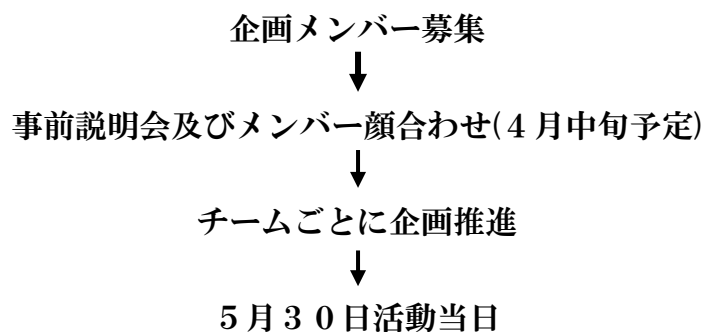 企画メンバー募集
事前説明会及びメンバー顔合わせ(４月中旬予定)
チームごとに企画推進
５月３０日活動当日